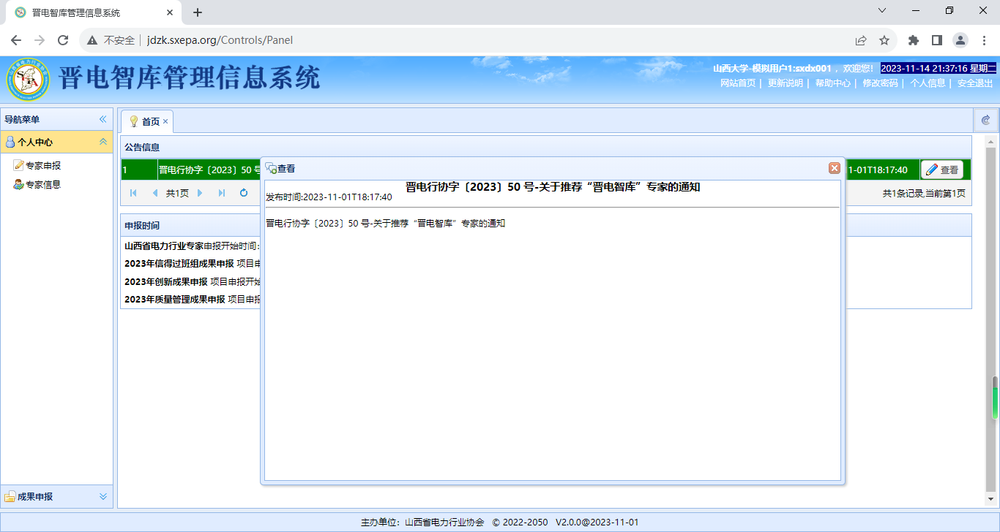 晋电智库管理信息系统
不安全 jdzk.sxepa.org/Controls/Panel
晋电智库管理信息系统
山西大学-模拟用户1:sxdx001 ，欢迎您！ 2023-11-14 21:37:16 星期二
网站首页 | 更新说明 | 帮助中心 | 修改密码 | 个人信息 | 安全退出
导航菜单
首页
个人中心
专家申报
专家信息
成果申报
公告信息
1 晋电行协字〔2023〕50 号 1-01T18:17:40 查看
共1页 共1条记录,当前第1页
申报时间
山西省电力行业专家申报开始时间:
2023年信得过班组成果申报 项目申
2023年创新成果申报 项目申报开始
2023年质量管理成果申报 项目申报
查看
晋电行协字〔2023〕50 号-关于推荐“晋电智库”专家的通知
发布时间:2023-11-01T18:17:40
晋电行协字〔2023〕50 号-关于推荐“晋电智库”专家的通知
主办单位：山西省电力行业协会 © 2022-2050 V2.0.0@2023-11-01